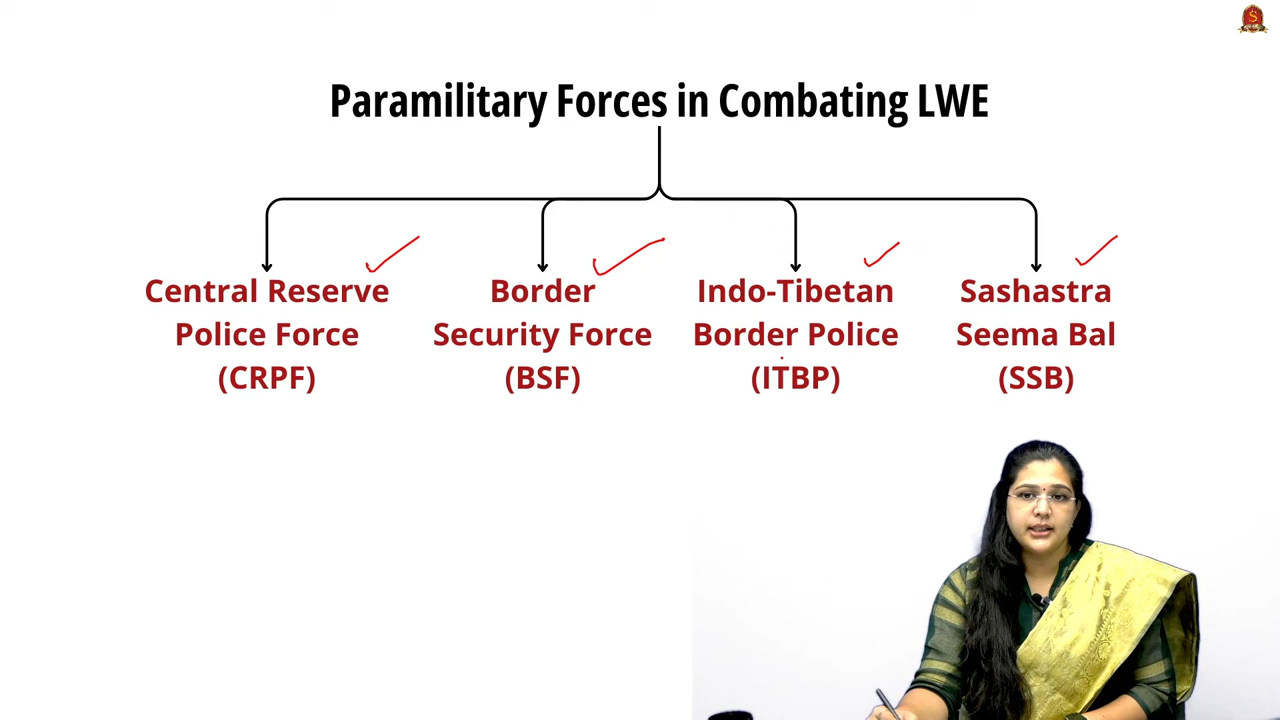 Paramilitary Forces in Combating LWE
Central Reserve
Police Force
(CRPF)
Border
Security Force
(BSF)
Indo-Tibetan
Border Police
(ITBP)
Sashastra
Seema Bal
(SSB)